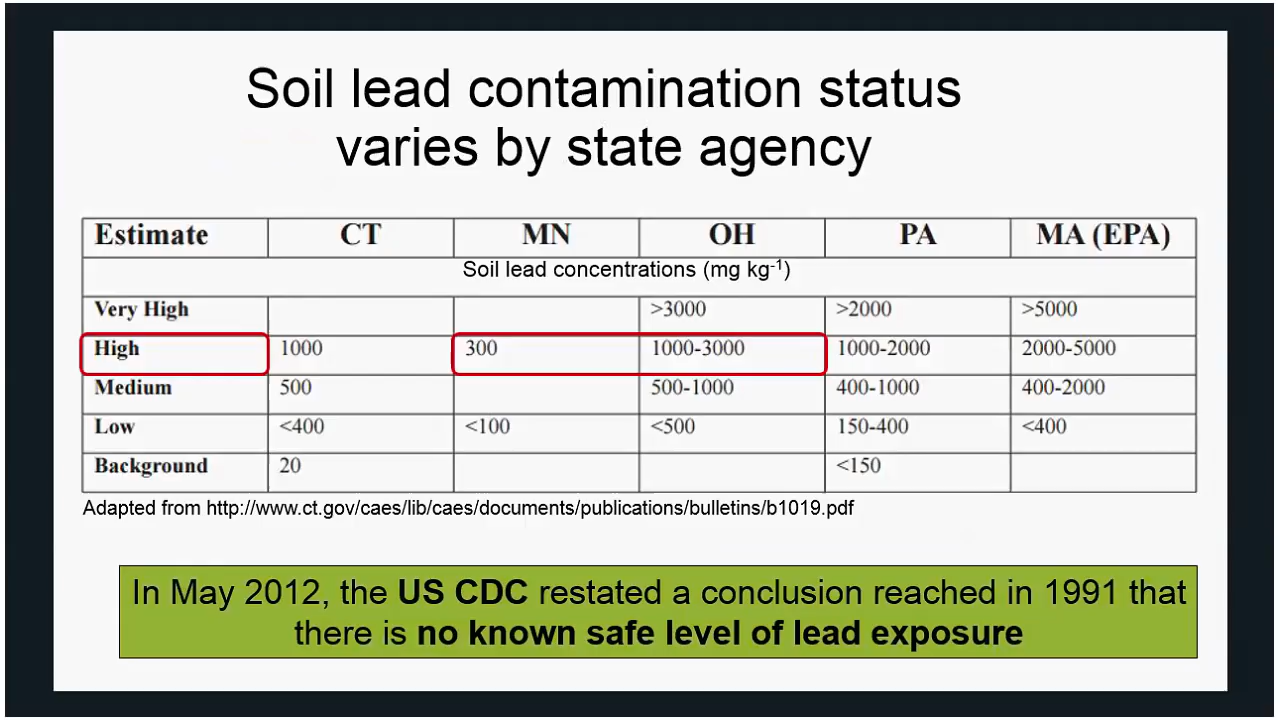 Soil lead contamination status
varies by state agency
Estimate CT MN OH PA MA (EPA)
Soil lead concentrations (mg kg⁻¹)
Very High >3000 >2000 >5000
High 1000 300 1000-3000 1000-2000 2000-5000
Medium 500 500-1000 400-1000 400-2000
Low <400 <100 <500 150-400 <400
Background 20 <150
Adapted from http://www.ct.gov/caes/lib/caes/documents/publications/bulletins/b1019.pdf
In May 2012, the US CDC restated a conclusion reached in 1991 that
there is no known safe level of lead exposure